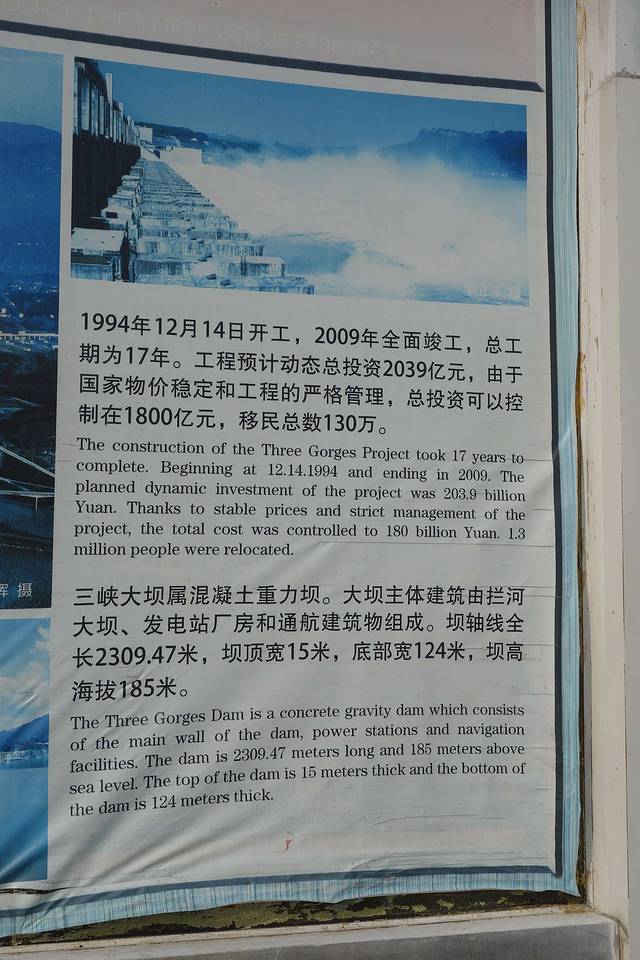 ON OF THE THREE GORGES PROJECT
1994年12月14日开工，2009年全面竣工，总工
期为17年。工程预计动态总投资2039亿元，由于
国家物价稳定和工程的严格管理，总投资可以控
制在1800亿元，移民总数130万。
The construction of the Three Gorges Project took 17 years to
complete. Beginning at 12.14.1994 and ending in 2009. The
planned dynamic investment of the project was 203.9 billion
Yuan. Thanks to stable prices and strict management of the
project, the total cost was controlled to 180 billion Yuan. 1.3
million people were relocated.
摄
三峡大坝属混凝土重力坝。大坝主体建筑由拦河
大坝、发电站厂房和通航建筑物组成。坝轴线全
长2309.47米，坝顶宽15米，底部宽124米，坝高
海拔185米。
The Three Gorges Dam is a concrete gravity dam which consists
of the main wall of the dam, power stations and navigation
facilities. The dam is 2309.47 meters long and 185 meters above
sea level. The top of the dam is 15 meters thick and the bottom of
the dam is 124 meters thick.